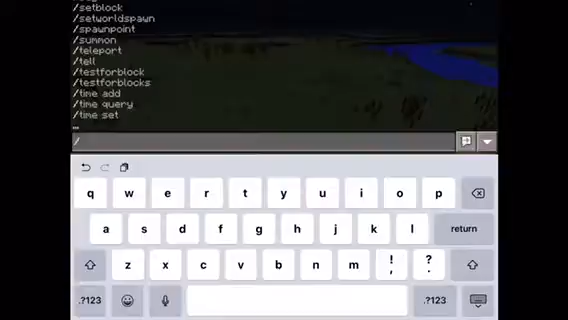 /setblock
/setworldspawn
/spawnpoint
/summon
/teleport
/tell
/testforblock
/testforblocks
/time add
/time query
/time set
...
/
q w e r t y u i o p
a s d f g h j k l return
z x c v b n m ! , ? .
.?123 .?123